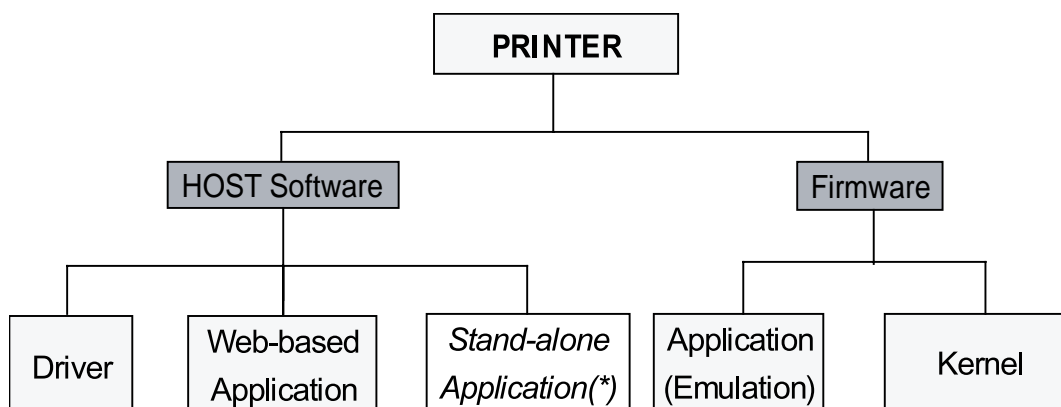 PRINTER
HOST Software
Firmware
Driver
Web-based
Application
Stand-alone
Application(*)
Application
(Emulation)
Kernel